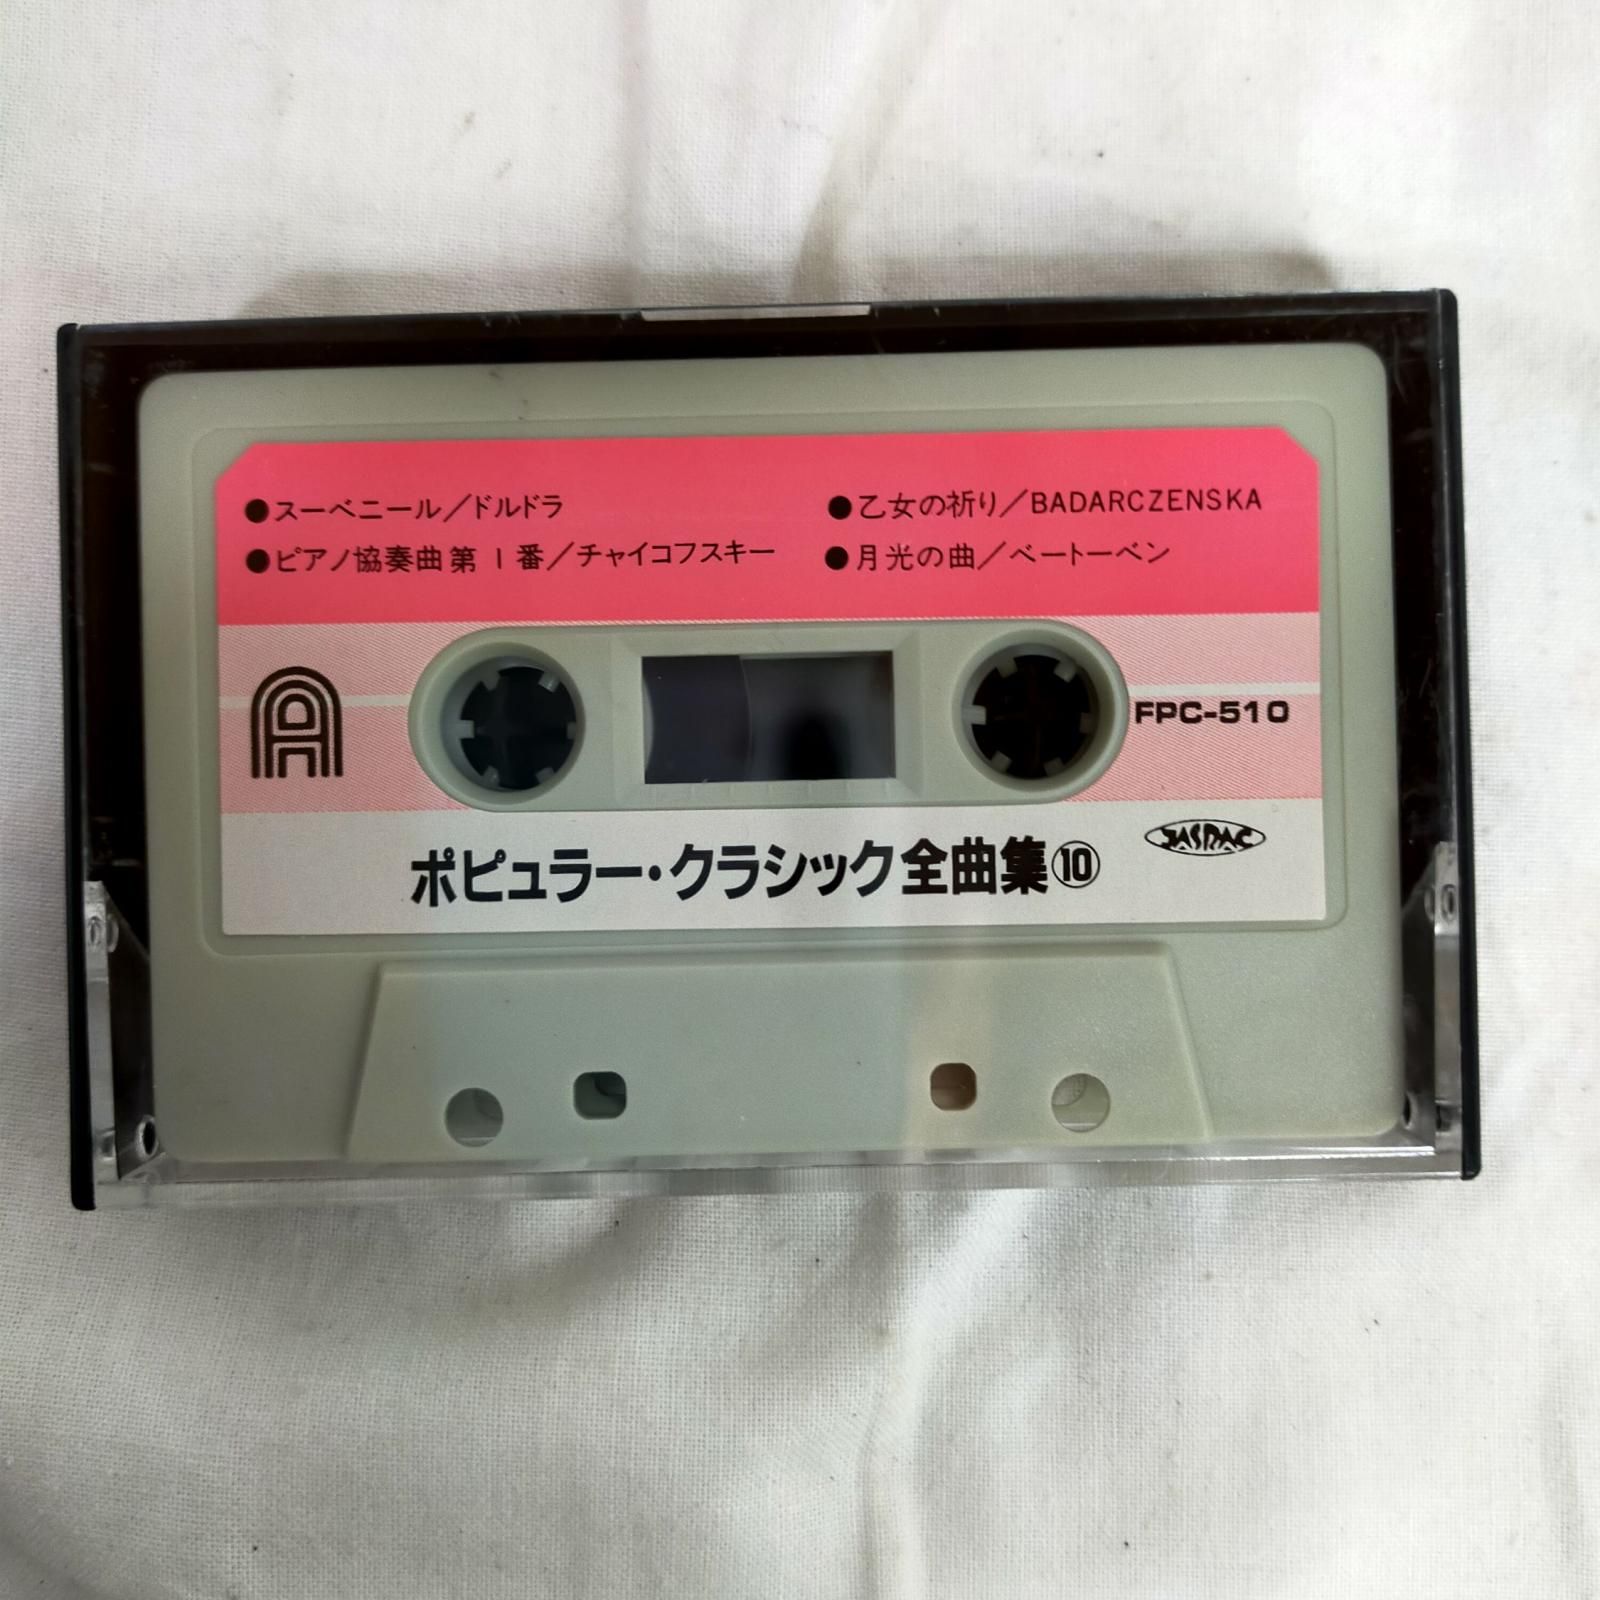 ●スーベニール/ドルドラ
●ピアノ協奏曲第1番/チャイコフスキー
●乙女の祈り/BADARCZENSKA
●月光の曲/ベートーベン
A
FPC-510
ポピュラー・クラシック全曲集⑩
JASRAC